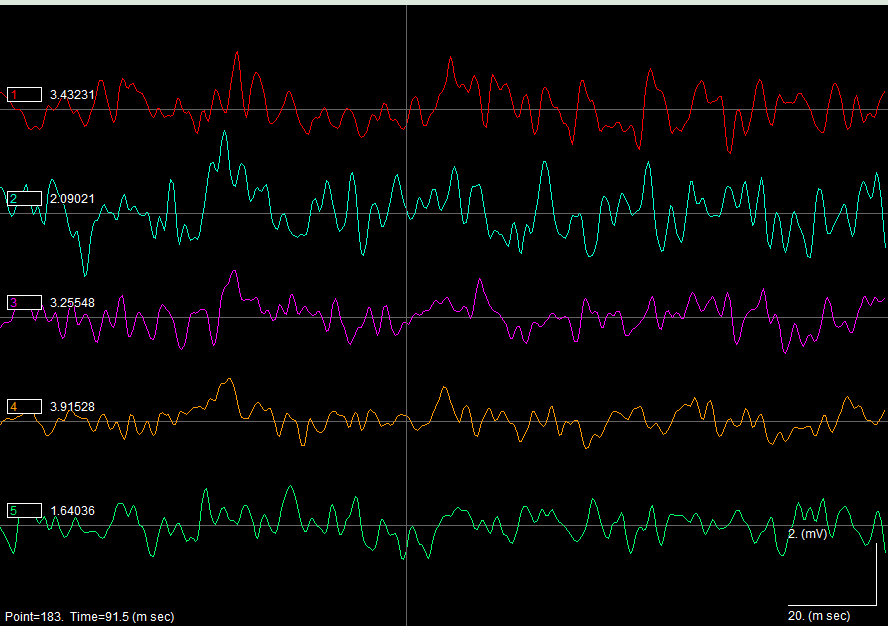 1 3.43231
2 2.09021
3 3.25548
4 3.91528
5 1.64036
2. (mV)
20. (m sec)
Point=183. Time=91.5 (m sec)